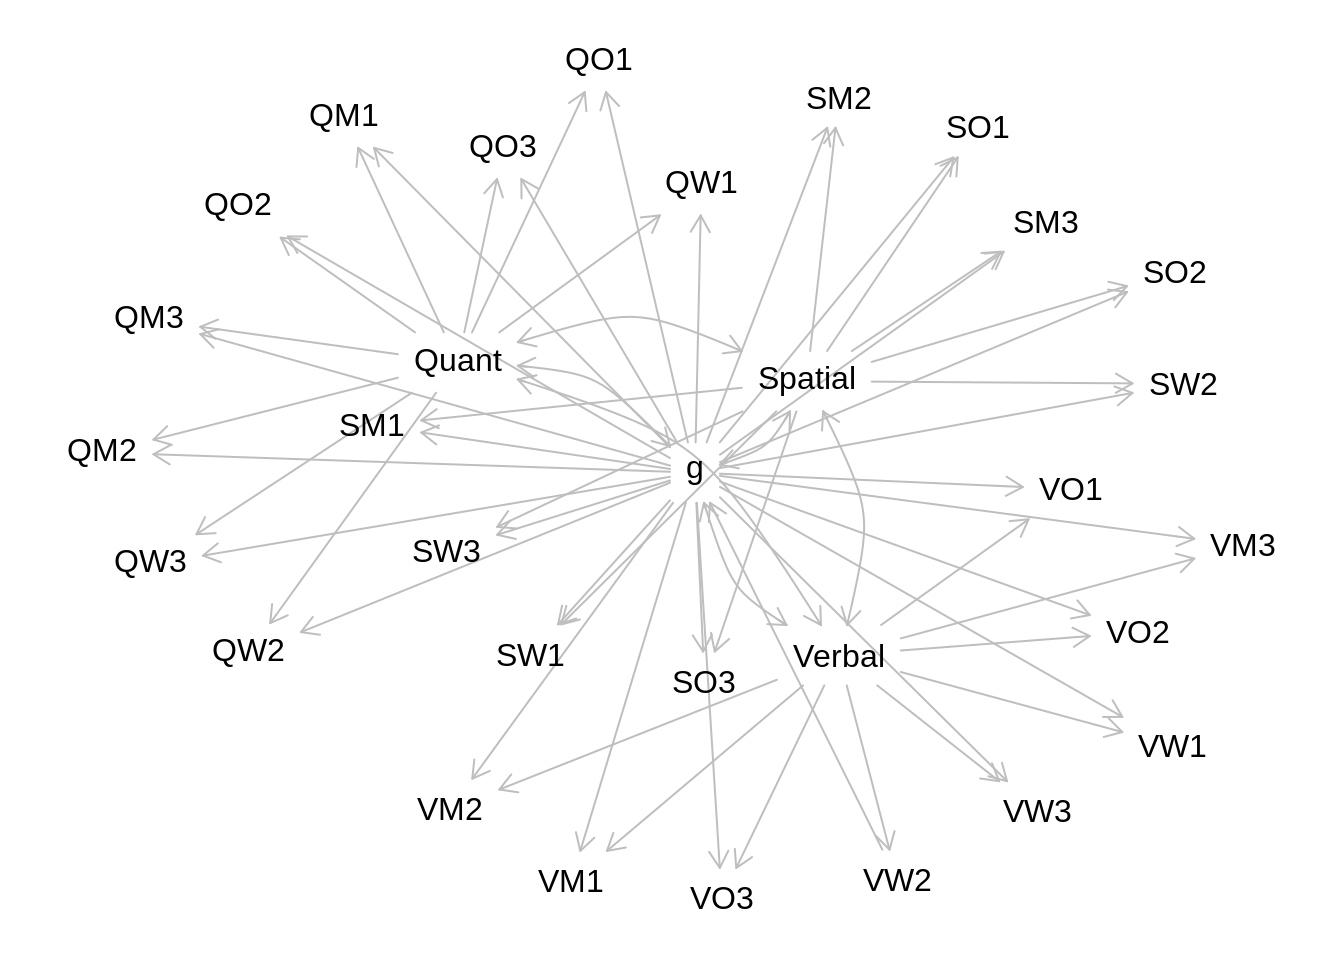 QO1
SM2
QM1
SO1
QO3
QW1
QO2
SM3
SO2
QM3
Quant
Spatial
SW2
SM1
QM2
g
VO1
VM3
SW3
QW3
VO2
QW2
SW1
Verbal
SO3
VW1
VM2
VW3
VM1
VW2
VO3